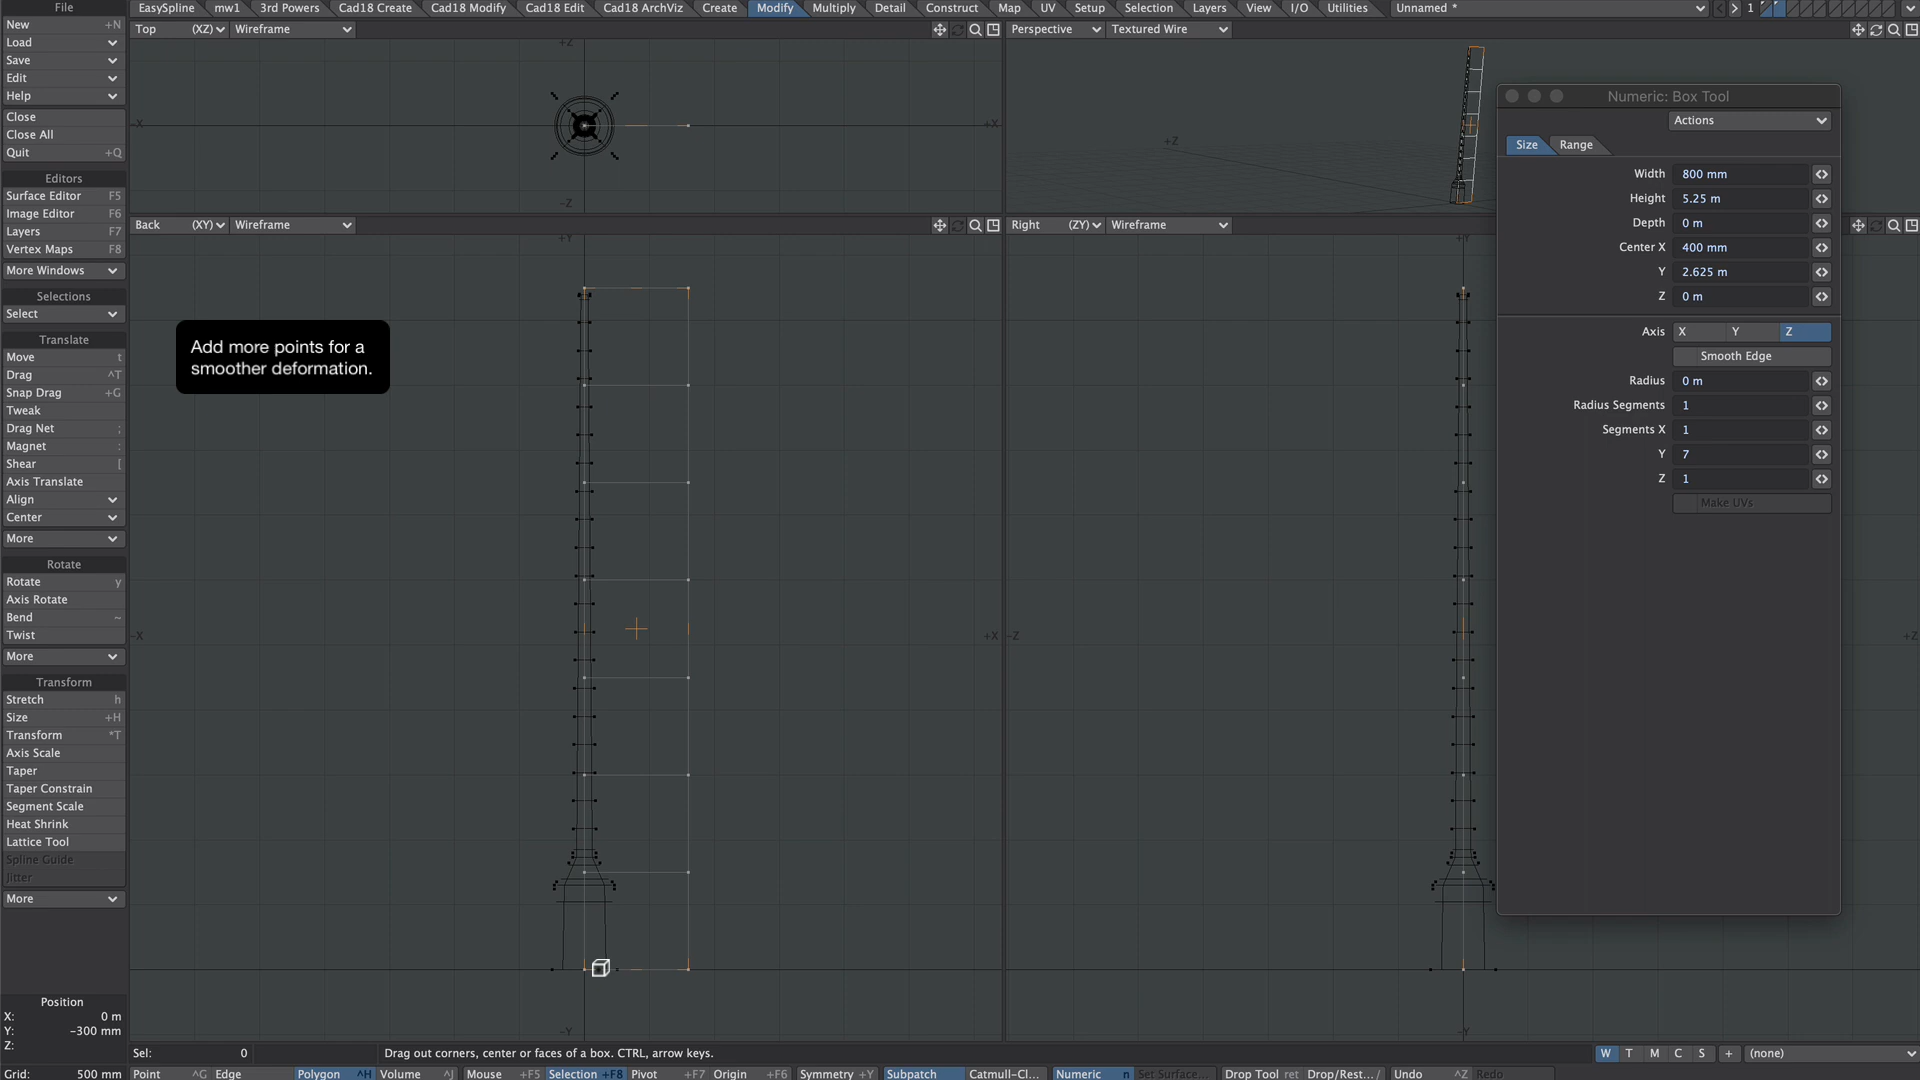 File
EasySpline mw1 3rd Powers Cad18 Create Cad18 Modify Cad18 Edit Cad18 ArchViz Create Modify Multiply Detail Construct Map UV Setup Selection Layers View I/O Utilities Unnamed * 1
New +N
Load
Save
Edit
Help
Close
Close All
Quit +Q
Editors
Surface Editor F5
Image Editor F6
Layers F7
Vertex Maps F8
More Windows
Selections
Select
Translate
Move t
Drag ^T
Snap Drag +G
Tweak
Drag Net ;
Magnet :
Shear [
Axis Translate
Align
Center
More
Rotate
Rotate y
Axis Rotate
Bend ~
Twist
More
Transform
Stretch h
Size +H
Transform *T
Axis Scale
Taper
Taper Constrain
Segment Scale
Heat Shrink
Lattice Tool
Spline Guide
Jitter
More
Position
X: 0 m
Y: -300 mm
Z:
Grid: 500 mm
Top (XZ) Wireframe
+Z
-X +X
-Z
Perspective Textured Wire
+Z
Back (XY) Wireframe
+Y
-X +X
-Y
Right (ZY) Wireframe
+Y
-Z +Z
-Y
Add more points for a
smoother deformation.
Numeric: Box Tool
Actions
Size Range
Width 800 mm
Height 5.25 m
Depth 0 m
Center X 400 mm
Y 2.625 m
Z 0 m
Axis X Y Z
Smooth Edge
Radius 0 m
Radius Segments 1
Segments X 1
Y 7
Z 1
Make UVs
Sel: 0 Drag out corners, center or faces of a box. CTRL, arrow keys. W T M C S + (none)
Point ^G Edge Polygon ^H Volume ^J Mouse +F5 Selection +F8 Pivot +F7 Origin +F6 Symmetry +Y Subpatch Catmull-Cl... Numeric n Set Surface... Drop Tool ret Drop/Rest... / Undo ^Z Redo